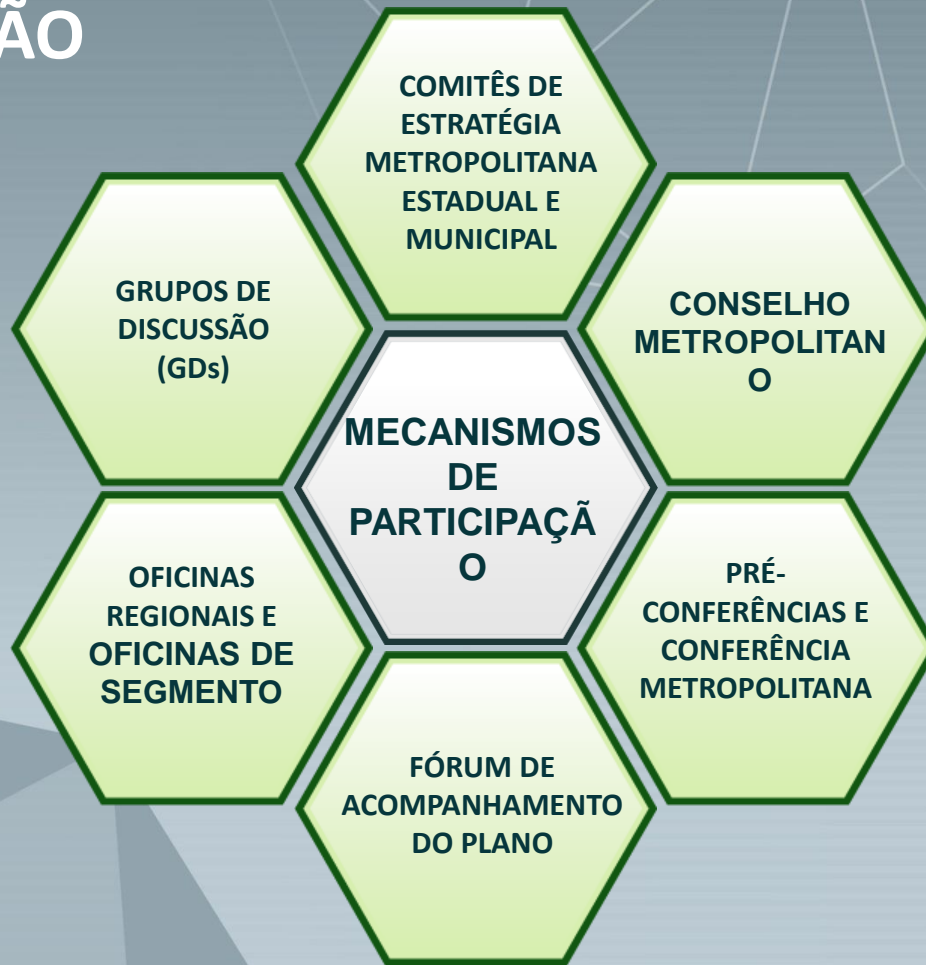 ÃO
COMITÊS DE
ESTRATÉGIA
METROPOLITANA
ESTADUAL E
MUNICIPAL
GRUPOS DE
DISCUSSÃO
(GDs)
CONSELHO
METROPOLITAN
O
MECANISMOS
DE
PARTICIPAÇÃ
O
OFICINAS
REGIONAIS E
OFICINAS DE
SEGMENTO
PRÉ-
CONFERÊNCIAS E
CONFERÊNCIA
METROPOLITANA
FÓRUM DE
ACOMPANHAMENTO
DO PLANO